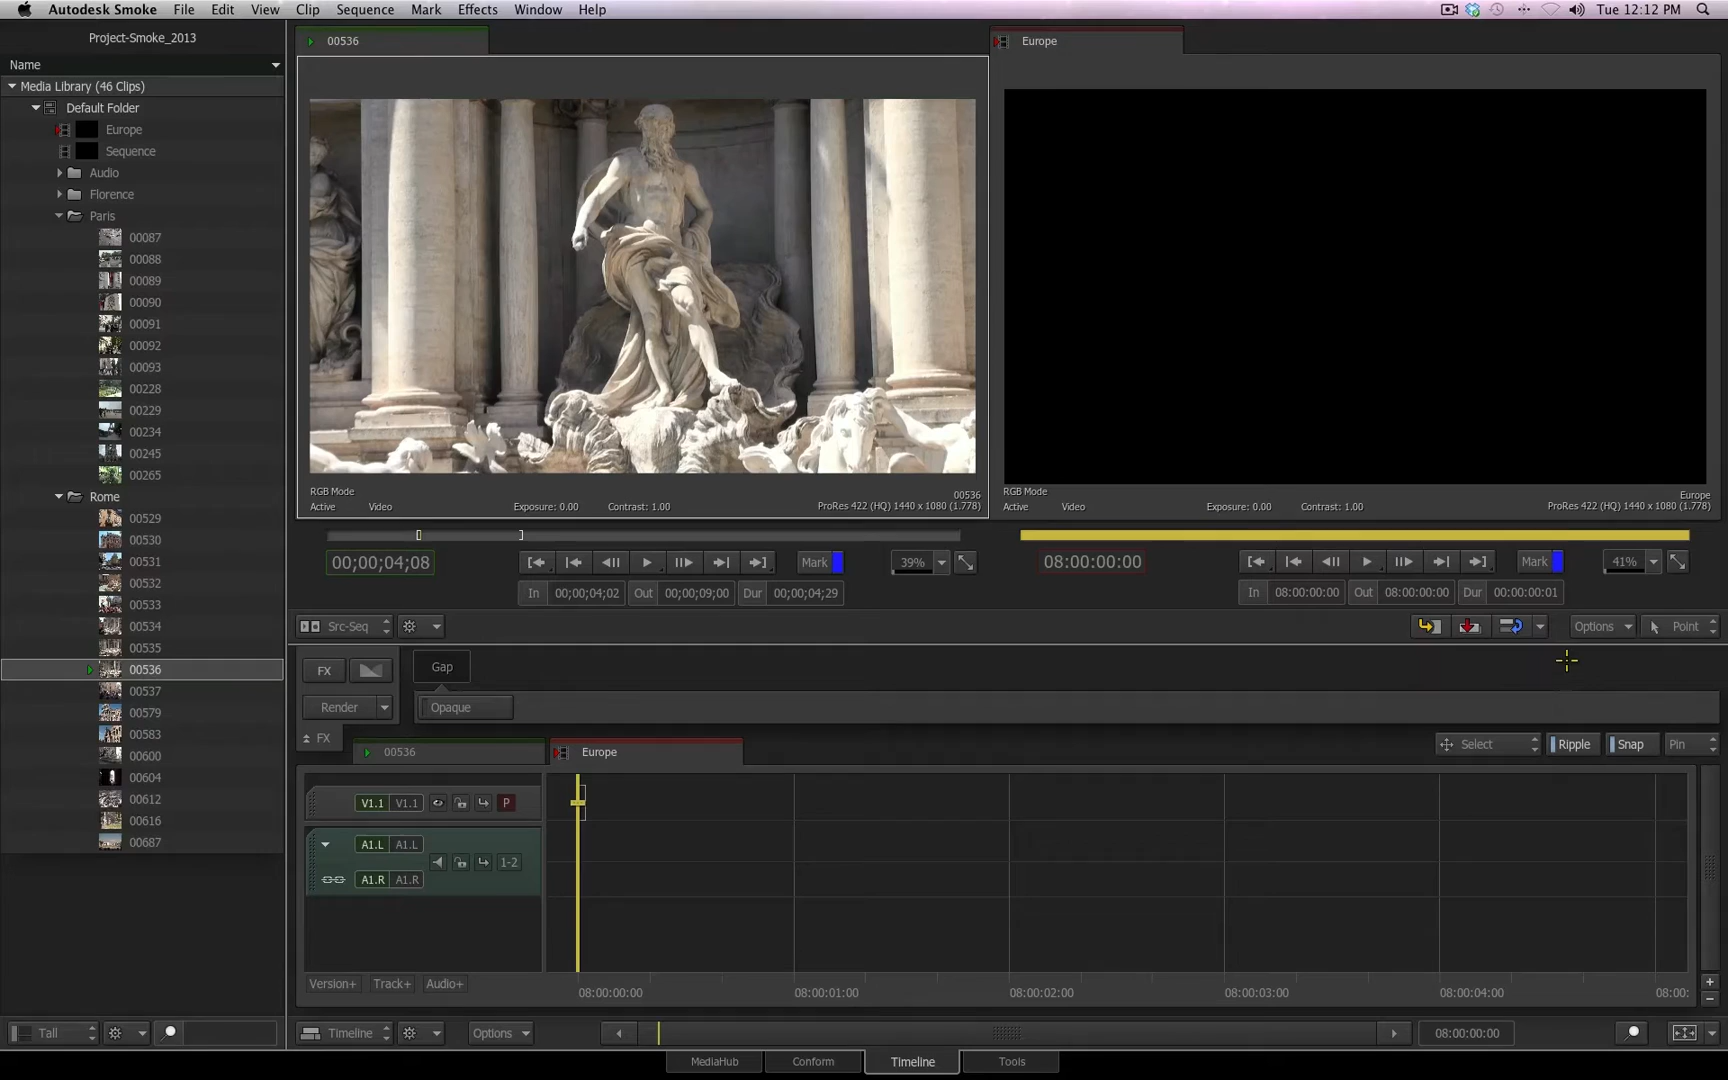 Autodesk Smoke File Edit View Clip Sequence Mark Effects Window Help Tue 12:12 PM
Project-Smoke_2013
Name
Media Library (46 Clips)
Default Folder
Europe
Sequence
Audio
Florence
Paris
00087
00088
00089
00090
00091
00092
00093
00228
00229
00234
00245
00265
Rome
00529
00530
00531
00532
00533
00534
00535
00536
00537
00579
00583
00600
00604
00612
00616
00687
Tall
00536
RGB Mode
00536
Active Video Exposure: 0.00 Contrast: 1.00 ProRes 422 (HQ) 1440 x 1080 (1.778)
00;00;04;08 Mark 39%
In 00;00;04;02 Out 00;00;09;00 Dur 00;00;04;29
Europe
RGB Mode
Europe
Active Video Exposure: 0.00 Contrast: 1.00 ProRes 422 (HQ) 1440 x 1080 (1.778)
08:00:00:00 Mark 41%
In 08:00:00:00 Out 08:00:00:00 Dur 00:00:00:01
Src-Seq Options Point
FX Gap
Render Opaque
FX 00536 Europe Select Ripple Snap Pin
V1.1 V1.1 P
A1.L A1.L
1-2
A1.R A1.R
Version+ Track+ Audio+
08:00:00:00 08:00:01:00 08:00:02:00 08:00:03:00 08:00:04:00 08:00:
Timeline Options 08:00:00:00
MediaHub Conform Timeline Tools